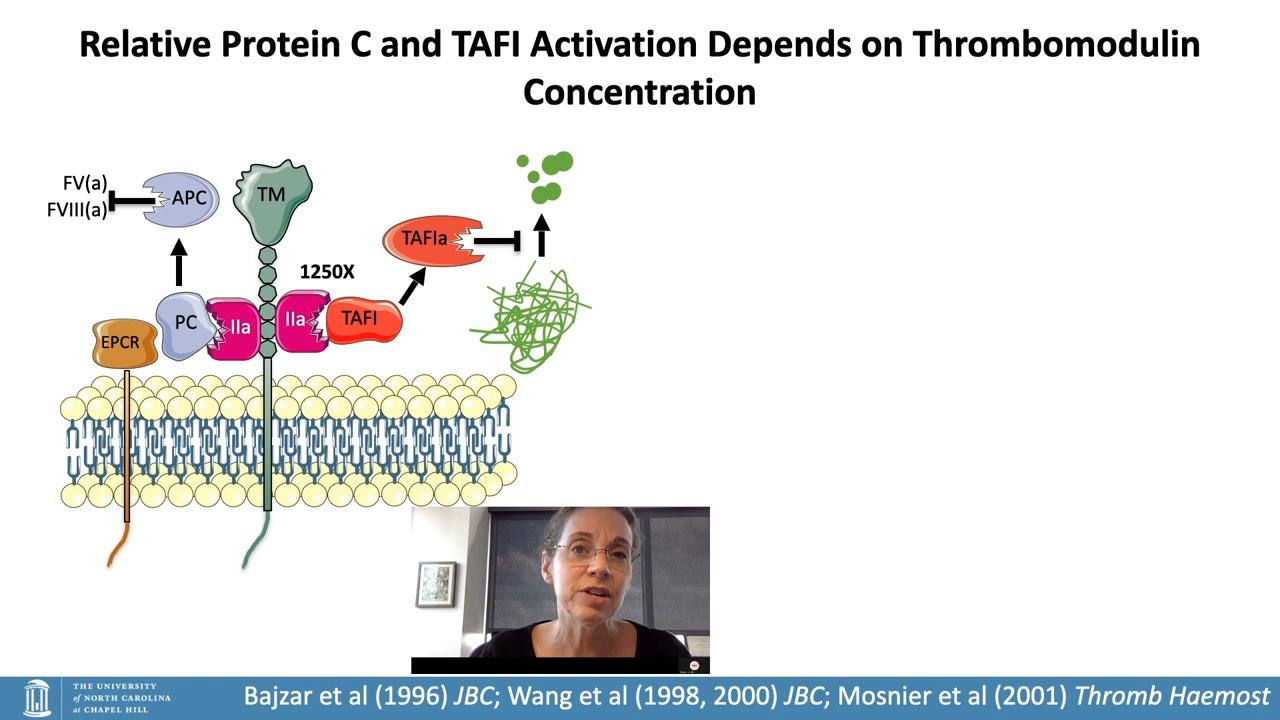 Relative Protein C and TAFI Activation Depends on Thrombomodulin
Concentration
FV(a)
FVIII(a)
APC
TM
TAFIa
1250X
PC
IIa
IIa
TAFI
EPCR
THE UNIVERSITY
of NORTH CAROLINA
at CHAPEL HILL
Bajzar et al (1996) JBC; Wang et al (1998, 2000) JBC; Mosnier et al (2001) Thromb Haemost